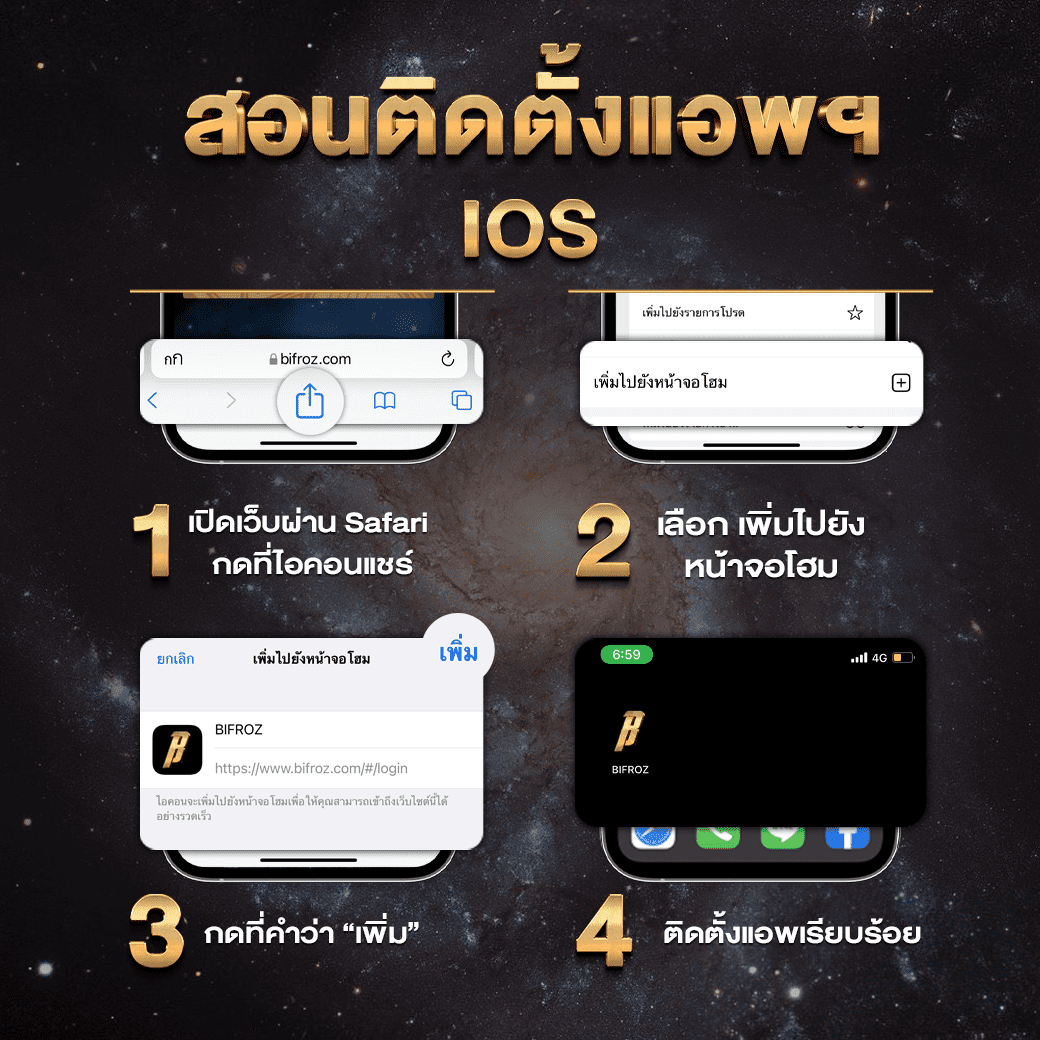 สอนติดตั้งแอพฯ
IOS
กกิ
bifroz.com
เพิ่มไปยังรายการโปรด
เพิ่มไปยังหน้าจอโฮม
1 เปิดเว็บผ่าน Safari
กดที่ไอคอนแชร์
2 เลือก เพิ่มไปยัง
หน้าจอโฮม
ยกเลิก เพิ่มไปยังหน้าจอโฮม เพิ่ม
BIFROZ
https://www.bifroz.com/#/login
ไอคอนจะเพิ่มไปยังหน้าจอโฮมเพื่อให้คุณสามารถเข้าถึงเว็บไซต์นี้ได้
อย่างรวดเร็ว
6:59 4G
BIFROZ
3 กดที่คำว่า “เพิ่ม”
4 ติดตั้งแอพเรียบร้อย